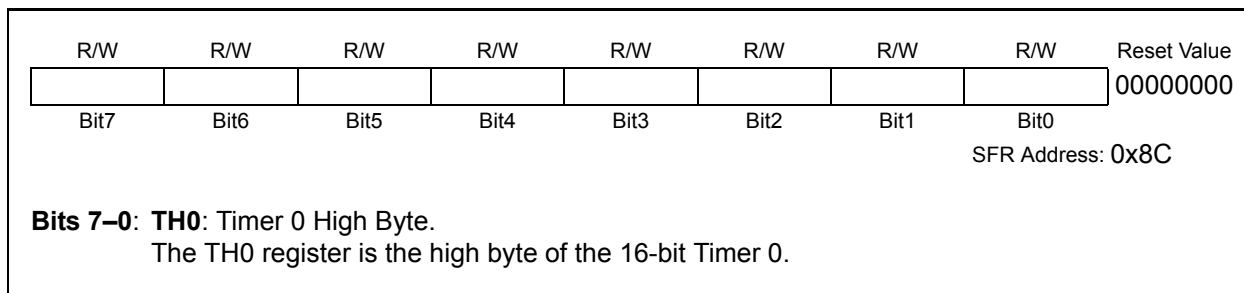 R/W R/W R/W R/W R/W R/W R/W R/W Reset Value
00000000
Bit7 Bit6 Bit5 Bit4 Bit3 Bit2 Bit1 Bit0
SFR Address: 0x8C
Bits 7–0: TH0: Timer 0 High Byte.
The TH0 register is the high byte of the 16-bit Timer 0.